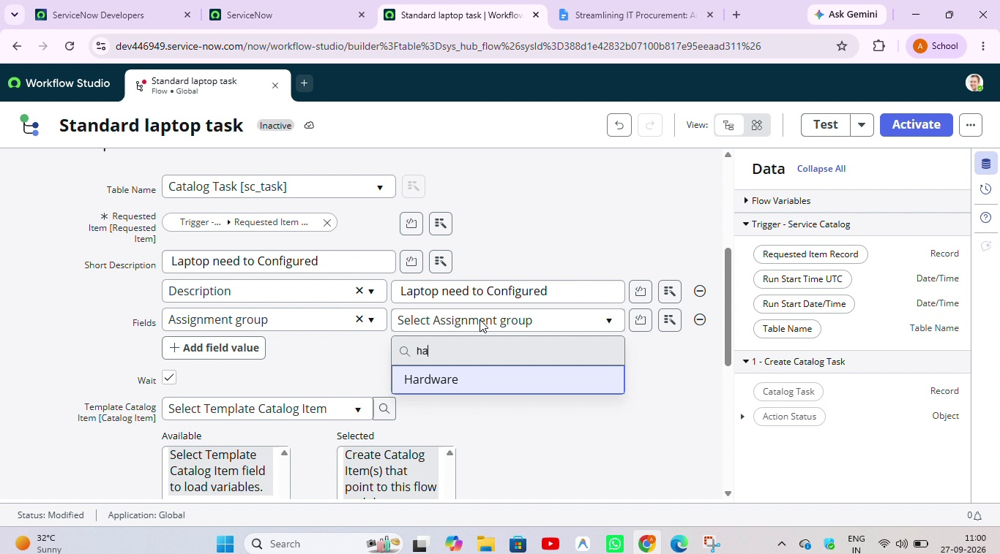 ServiceNow Developers
ServiceNow
Standard laptop task | Workflow
Streamlining IT Procurement: A
Ask Gemini
dev446949.service-now.com/now/workflow-studio/builder%3Ftable%3Dsys_hub_flow%26sysId%3D388d1e42832b07100b817e95eeaad311%26
A
School
Workflow Studio
Standard laptop task
Flow • Global
Standard laptop task
Inactive
View:
Test
Activate
Table Name
Catalog Task [sc_task]
* Requested
Item [Requested
Item]
Trigger -... ▸ Requested Item ...
Short Description
Laptop need to Configured
Description
Laptop need to Configured
Fields
Assignment group
Select Assignment group
+ Add field value
ha
Hardware
Wait
Template Catalog
Item [Catalog Item]
Select Template Catalog Item
Available
Selected
Select Template
Catalog Item field
to load variables.
Create Catalog
Item(s) that
point to this flow
Data
Collapse All
Flow Variables
Trigger - Service Catalog
Requested Item Record
Record
Run Start Time UTC
Date/Time
Run Start Date/Time
Date/Time
Table Name
Table Name
1 - Create Catalog Task
Catalog Task
Record
Action Status
Object
Status: Modified
Application: Global
0
32°C
Sunny
Search
ENG
IN
11:00
27-09-2026